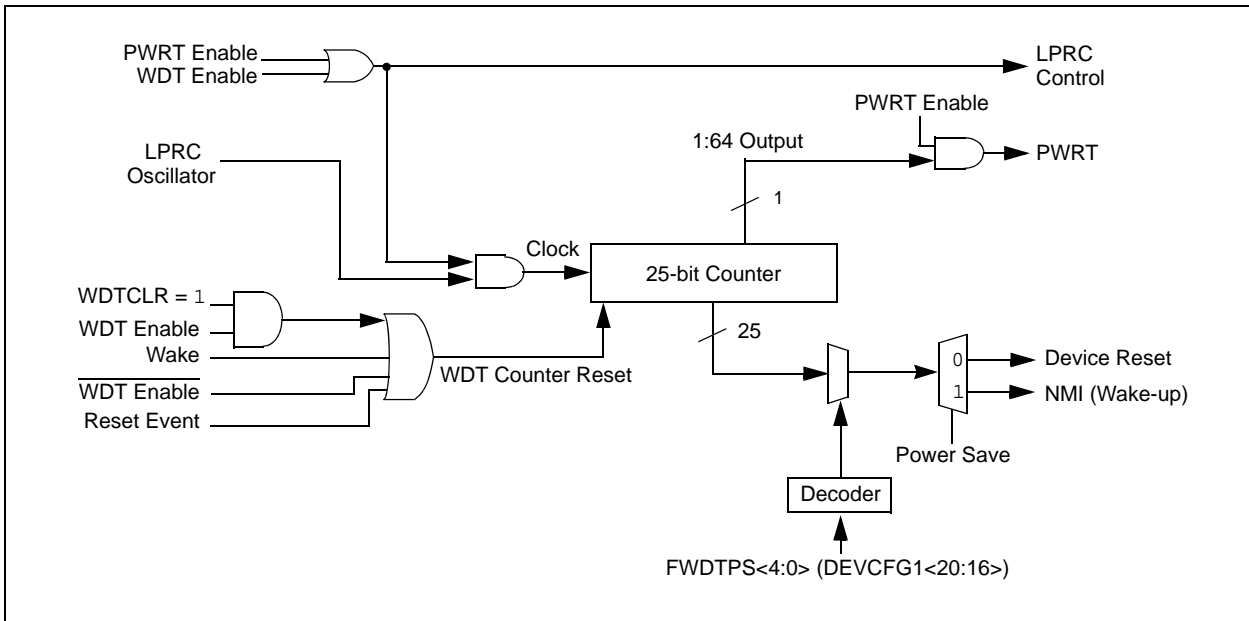 PWRT Enable
WDT Enable
LPRC
Control
PWRT Enable
1:64 Output
PWRT
LPRC
Oscillator
1
Clock
25-bit Counter
WDTCLR = 1
WDT Enable
Wake
WDT Enable
Reset Event
WDT Counter Reset
25
0
1
Device Reset
NMI (Wake-up)
Power Save
Decoder
FWDTPS<4:0> (DEVCFG1<20:16>)